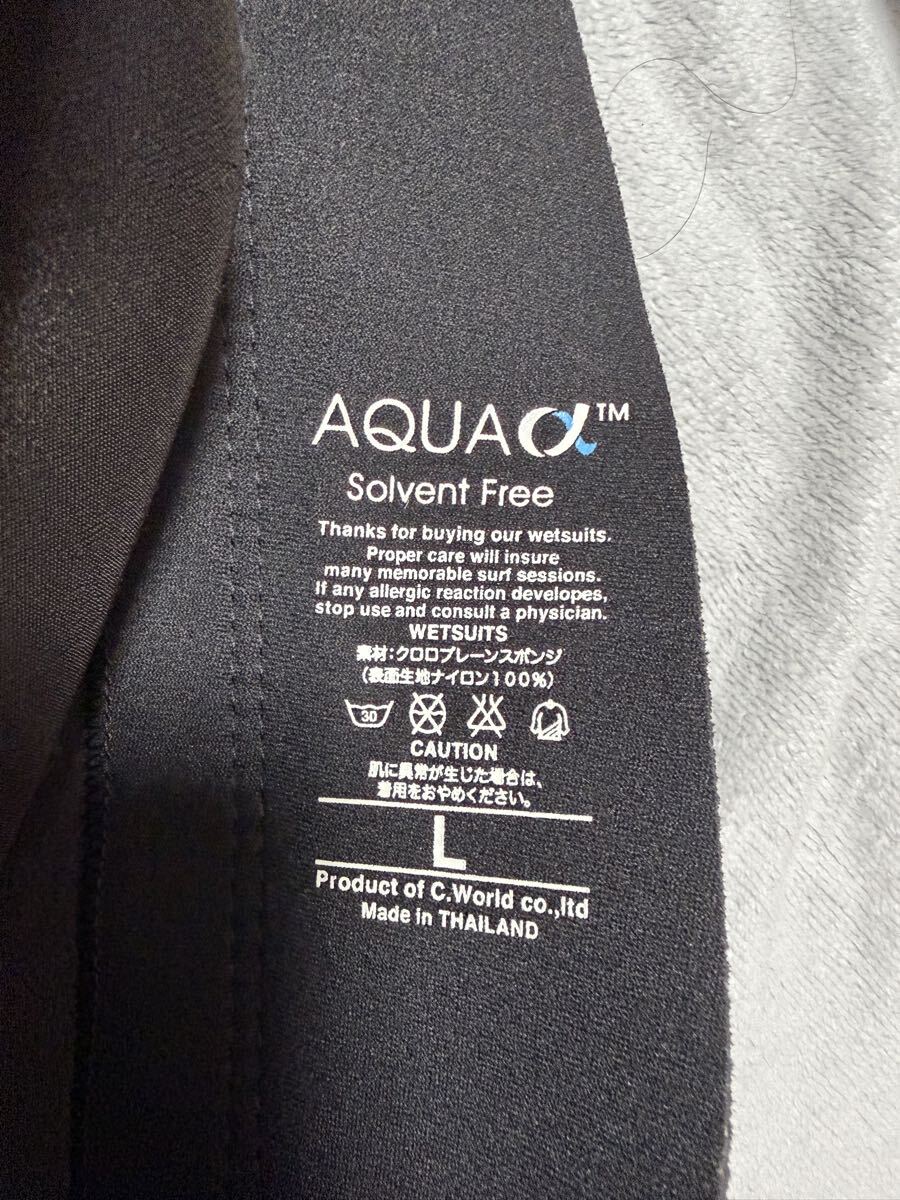 AQUAα™
Solvent Free
Thanks for buying our wetsuits.
Proper care will insure
many memorable surf sessions.
If any allergic reaction developes,
stop use and consult a physician.
WETSUITS
素材:クロロプレーンスポンジ
(表面生地ナイロン100%)
30
CAUTION
肌に異常が生じた場合は、
着用をおやめください。
L
Product of C.World co.,ltd
Made in THAILAND